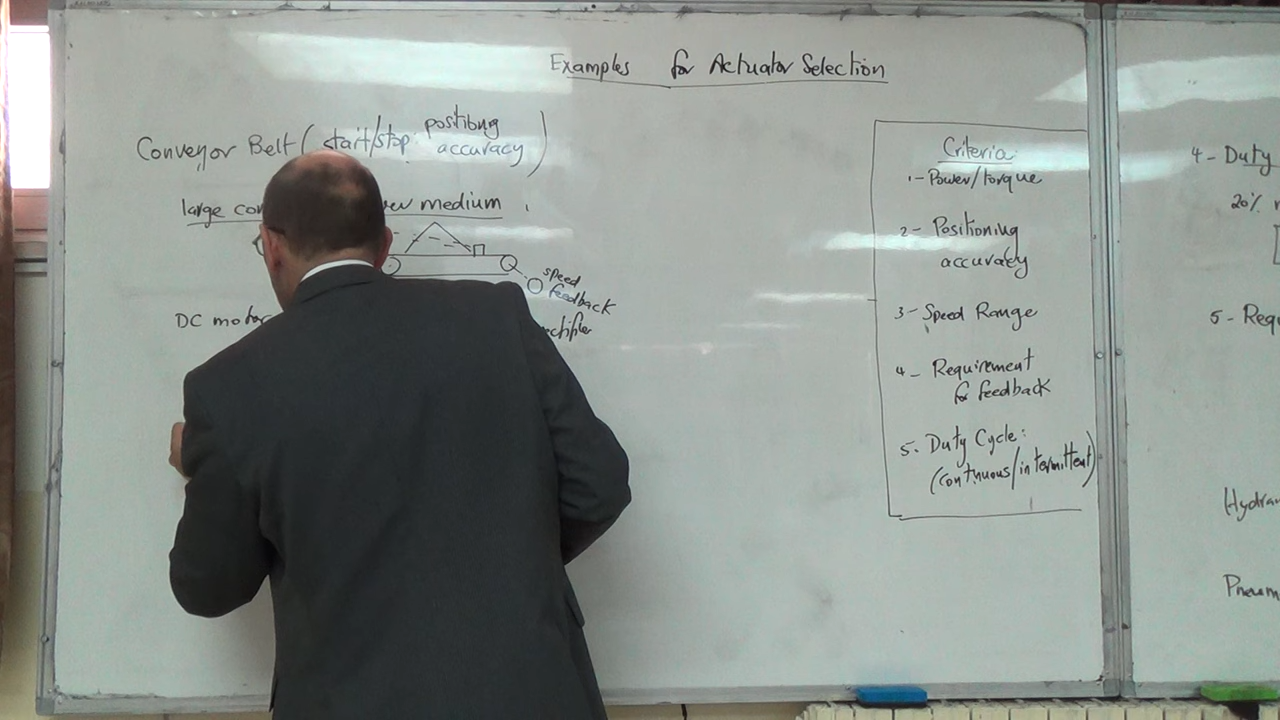 Examples for Actuator Selection
Conveyor Belt (start/stop positiong
accuracy)
large medium
speed
feedback
DC motor
Criteria:
1- Power/torque
2- Positioning
accuracy
3- Speed Range
4- Requirement
for feedback
5. Duty Cycle:
(continuous/intermittent)
4- Duty
20%
5- Requ
Hydrau
Pneum